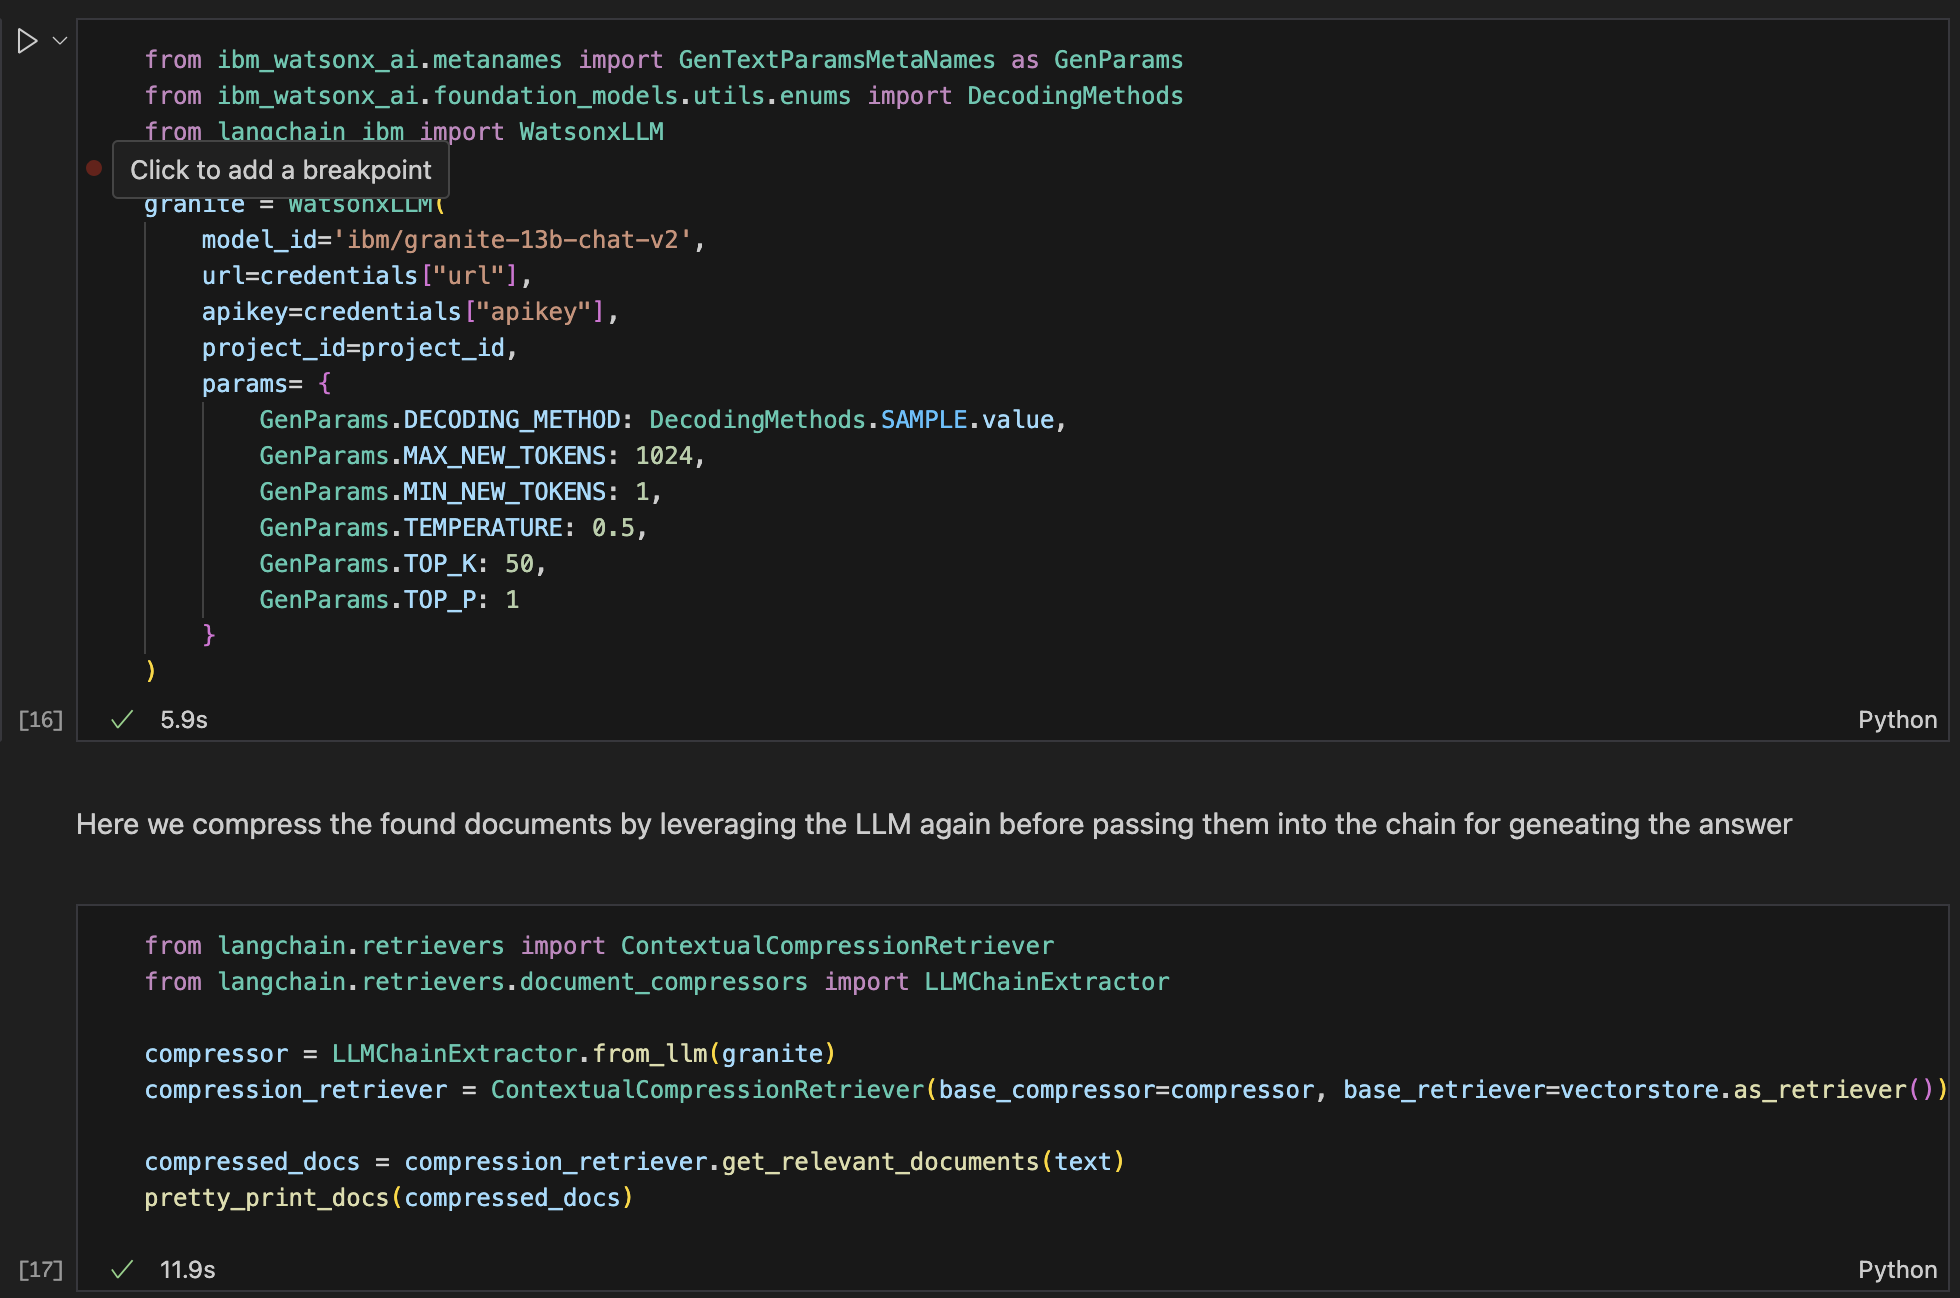 from ibm_watsonx_ai.metanames import GenTextParamsMetaNames as GenParams
from ibm_watsonx_ai.foundation_models.utils.enums import DecodingMethods
from langchain_ibm import WatsonxLLM
Click to add a breakpoint
granite = WatsonxLLM(
    model_id='ibm/granite-13b-chat-v2',
    url=credentials["url"],
    apikey=credentials["apikey"],
    project_id=project_id,
    params= {
        GenParams.DECODING_METHOD: DecodingMethods.SAMPLE.value,
        GenParams.MAX_NEW_TOKENS: 1024,
        GenParams.MIN_NEW_TOKENS: 1,
        GenParams.TEMPERATURE: 0.5,
        GenParams.TOP_K: 50,
        GenParams.TOP_P: 1
    }
)
[16] 5.9s Python
Here we compress the found documents by leveraging the LLM again before passing them into the chain for geneating the answer
from langchain.retrievers import ContextualCompressionRetriever
from langchain.retrievers.document_compressors import LLMChainExtractor
compressor = LLMChainExtractor.from_llm(granite)
compression_retriever = ContextualCompressionRetriever(base_compressor=compressor, base_retriever=vectorstore.as_retriever())
compressed_docs = compression_retriever.get_relevant_documents(text)
pretty_print_docs(compressed_docs)
[17] 11.9s Python